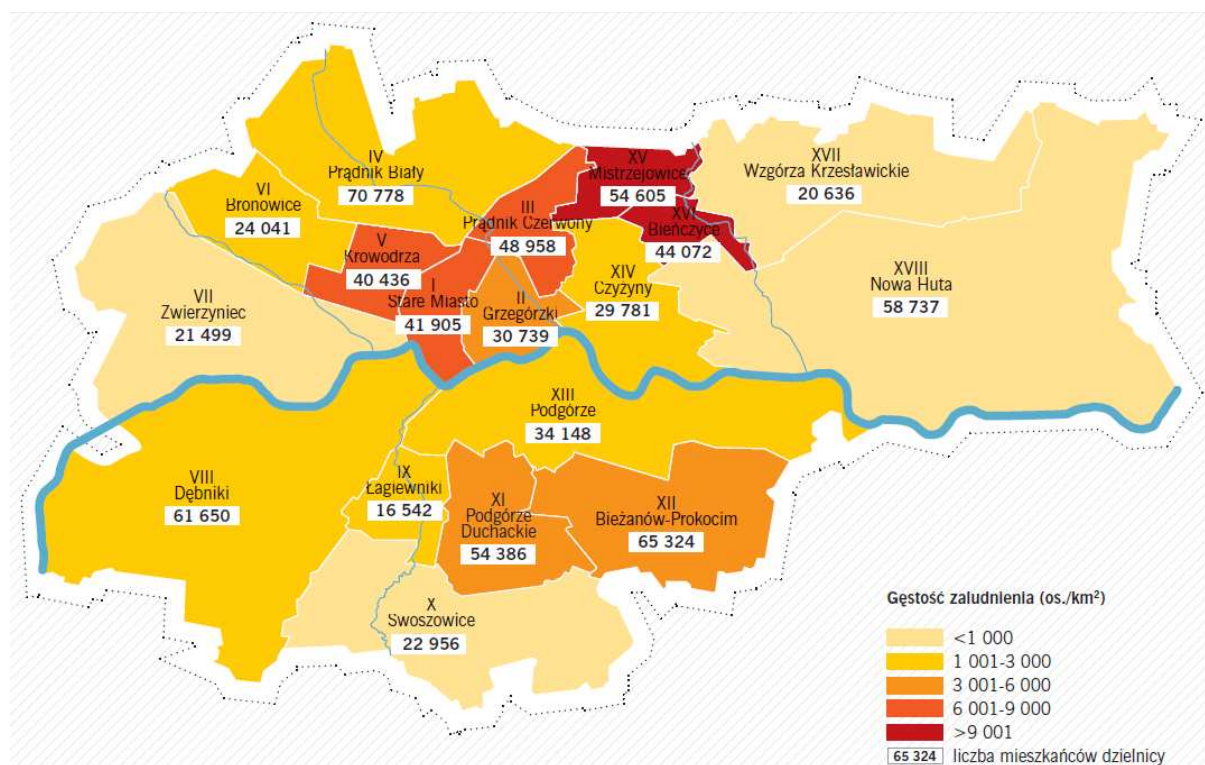 IV
Prądnik Biały
70 778
VI
Bronowice
24 041
V
Krowodrza
40 436
III
Prądnik Czerwony
48 958
XV
Mistrzejowice
54 605
XVI
Bieńczyce
44 072
XVII
Wzgórza Krzesławickie
20 636
XVIII
Nowa Huta
58 737
VII
Zwierzyniec
21 499
I
Stare Miasto
41 905
II
Grzegórzki
30 739
XIV
Czyżyny
29 781
XIII
Podgórze
34 148
VIII
Dębniki
61 650
IX
Łagiewniki
16 542
XI
Podgórze
Duchackie
54 386
XII
Bieżanów-Prokocim
65 324
X
Swoszowice
22 956
Gęstość zaludnienia (os./km²)
<1 000
1 001-3 000
3 001-6 000
6 001-9 000
>9 001
65 324 liczba mieszkańców dzielnicy